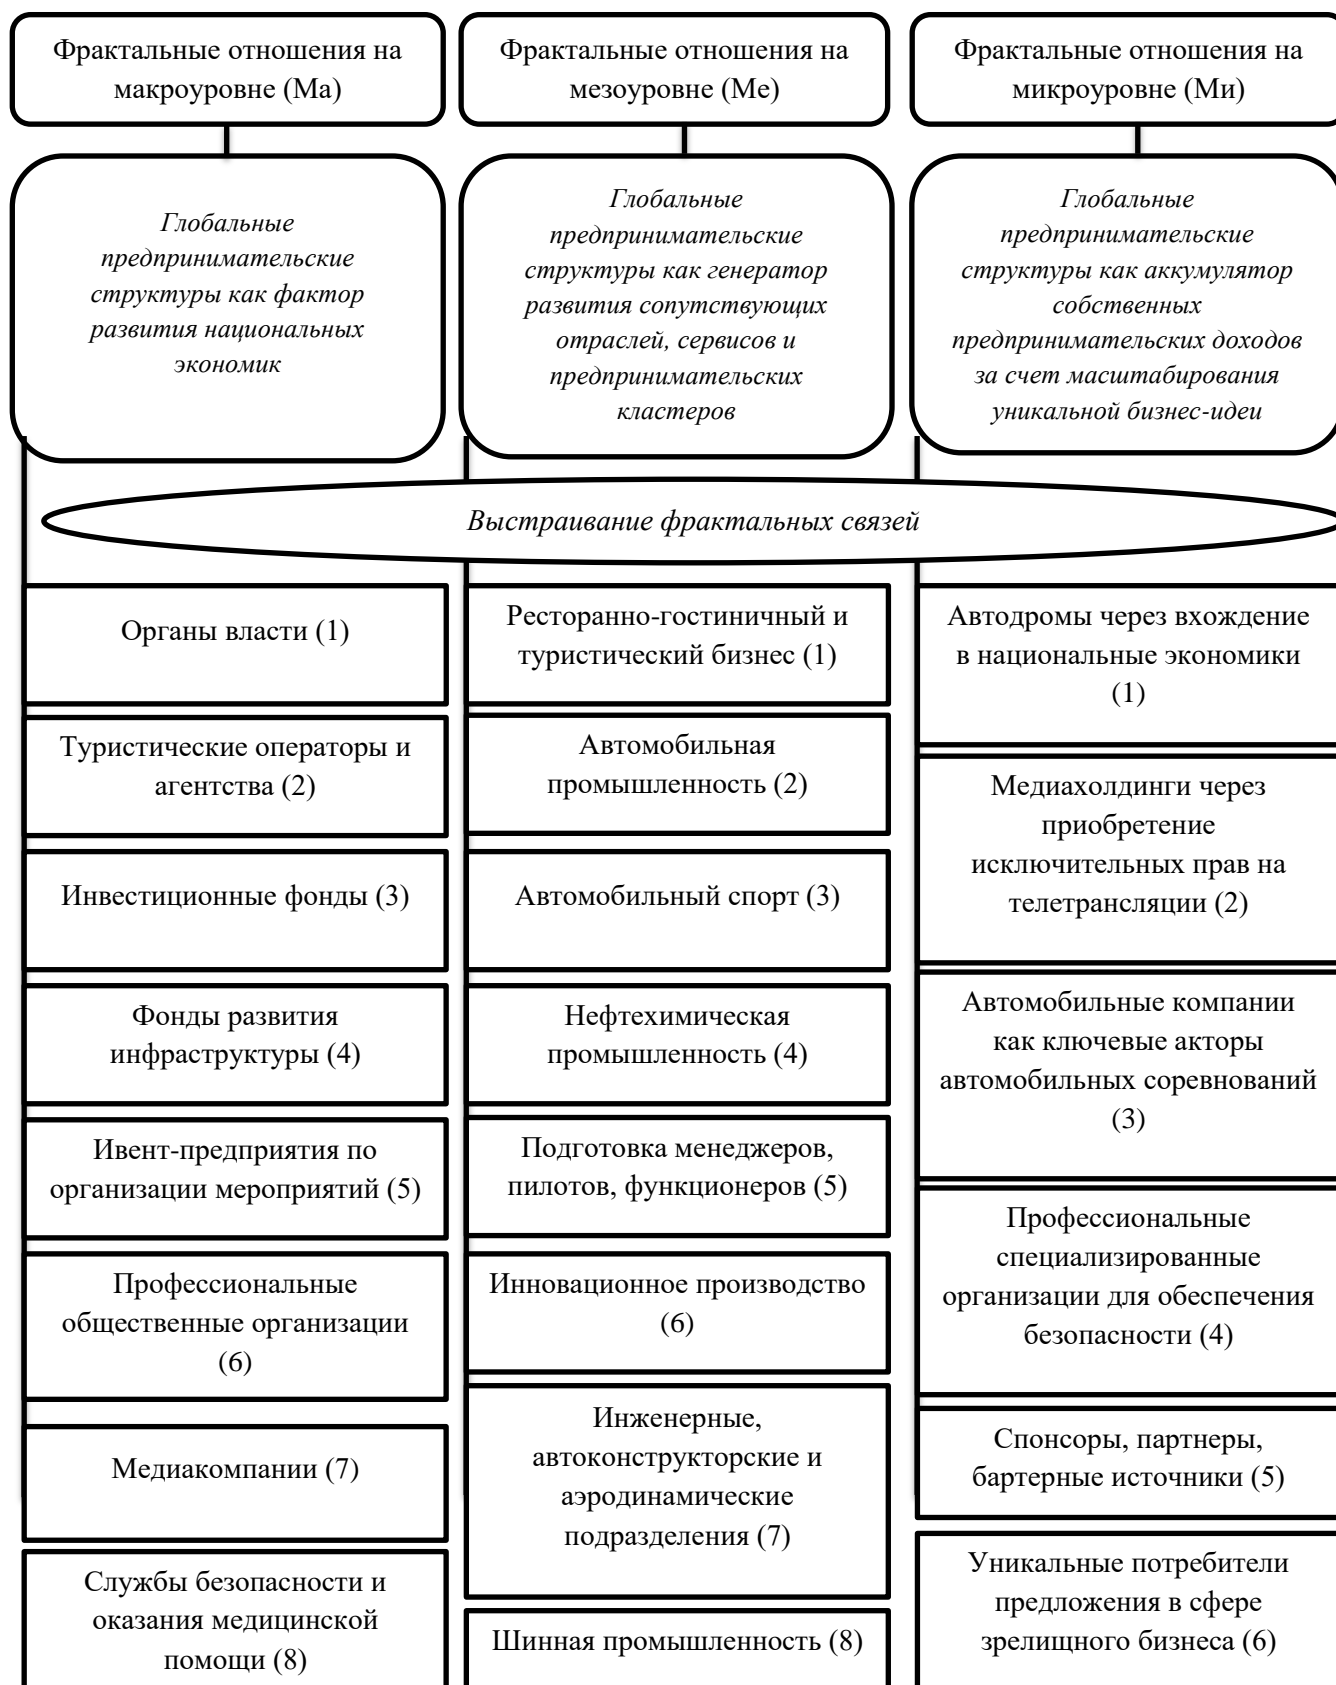 Фрактальные отношения на
макроуровне (Ма)
Фрактальные отношения на
мезоуровне (Ме)
Фрактальные отношения на
микроуровне (Ми)
Глобальные
предпринимательские
структуры как фактор
развития национальных
экономик
Глобальные
предпринимательские
структуры как генератор
развития сопутствующих
отраслей, сервисов и
предпринимательских
кластеров
Глобальные
предпринимательские
структуры как аккумулятор
собственных
предпринимательских доходов
за счет масштабирования
уникальной бизнес-идеи
Выстраивание фрактальных связей
Органы власти (1)
Туристические операторы и
агентства (2)
Инвестиционные фонды (3)
Фонды развития
инфраструктуры (4)
Ивент-предприятия по
организации мероприятий (5)
Профессиональные
общественные организации
(6)
Медиакомпании (7)
Службы безопасности и
оказания медицинской
помощи (8)
Ресторанно-гостиничный и
туристический бизнес (1)
Автомобильная
промышленность (2)
Автомобильный спорт (3)
Нефтехимическая
промышленность (4)
Подготовка менеджеров,
пилотов, функционеров (5)
Инновационное производство
(6)
Инженерные,
автоконструкторские и
аэродинамические
подразделения (7)
Шинная промышленность (8)
Автодромы через вхождение
в национальные экономики
(1)
Медиахолдинги через
приобретение
исключительных прав на
телетрансляции (2)
Автомобильные компании
как ключевые акторы
автомобильных соревнований
(3)
Профессиональные
специализированные
организации для обеспечения
безопасности (4)
Спонсоры, партнеры,
бартерные источники (5)
Уникальные потребители
предложения в сфере
зрелищного бизнеса (6)